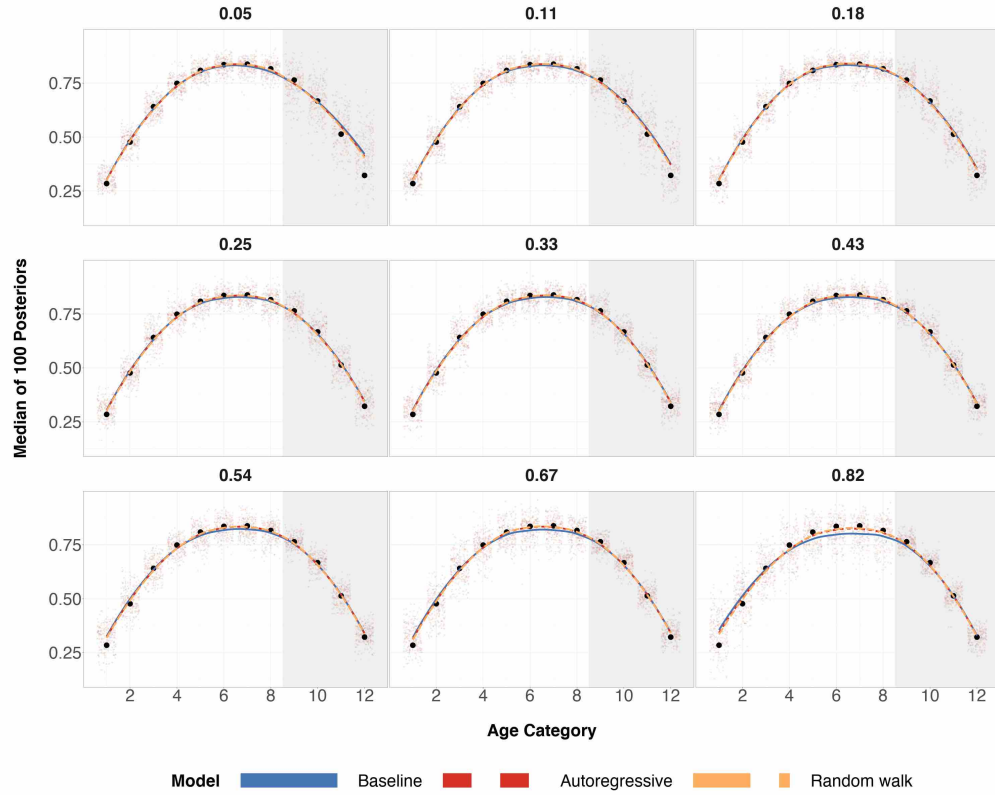 0.05 0.11 0.18
0.75
0.50
0.25
0.25 0.33 0.43
0.75
0.50
0.25
Median of 100 Posteriors
0.54 0.67 0.82
0.75
0.50
0.25
2 4 6 8 10 12 2 4 6 8 10 12 2 4 6 8 10 12
Age Category
Model Baseline Autoregressive Random walk